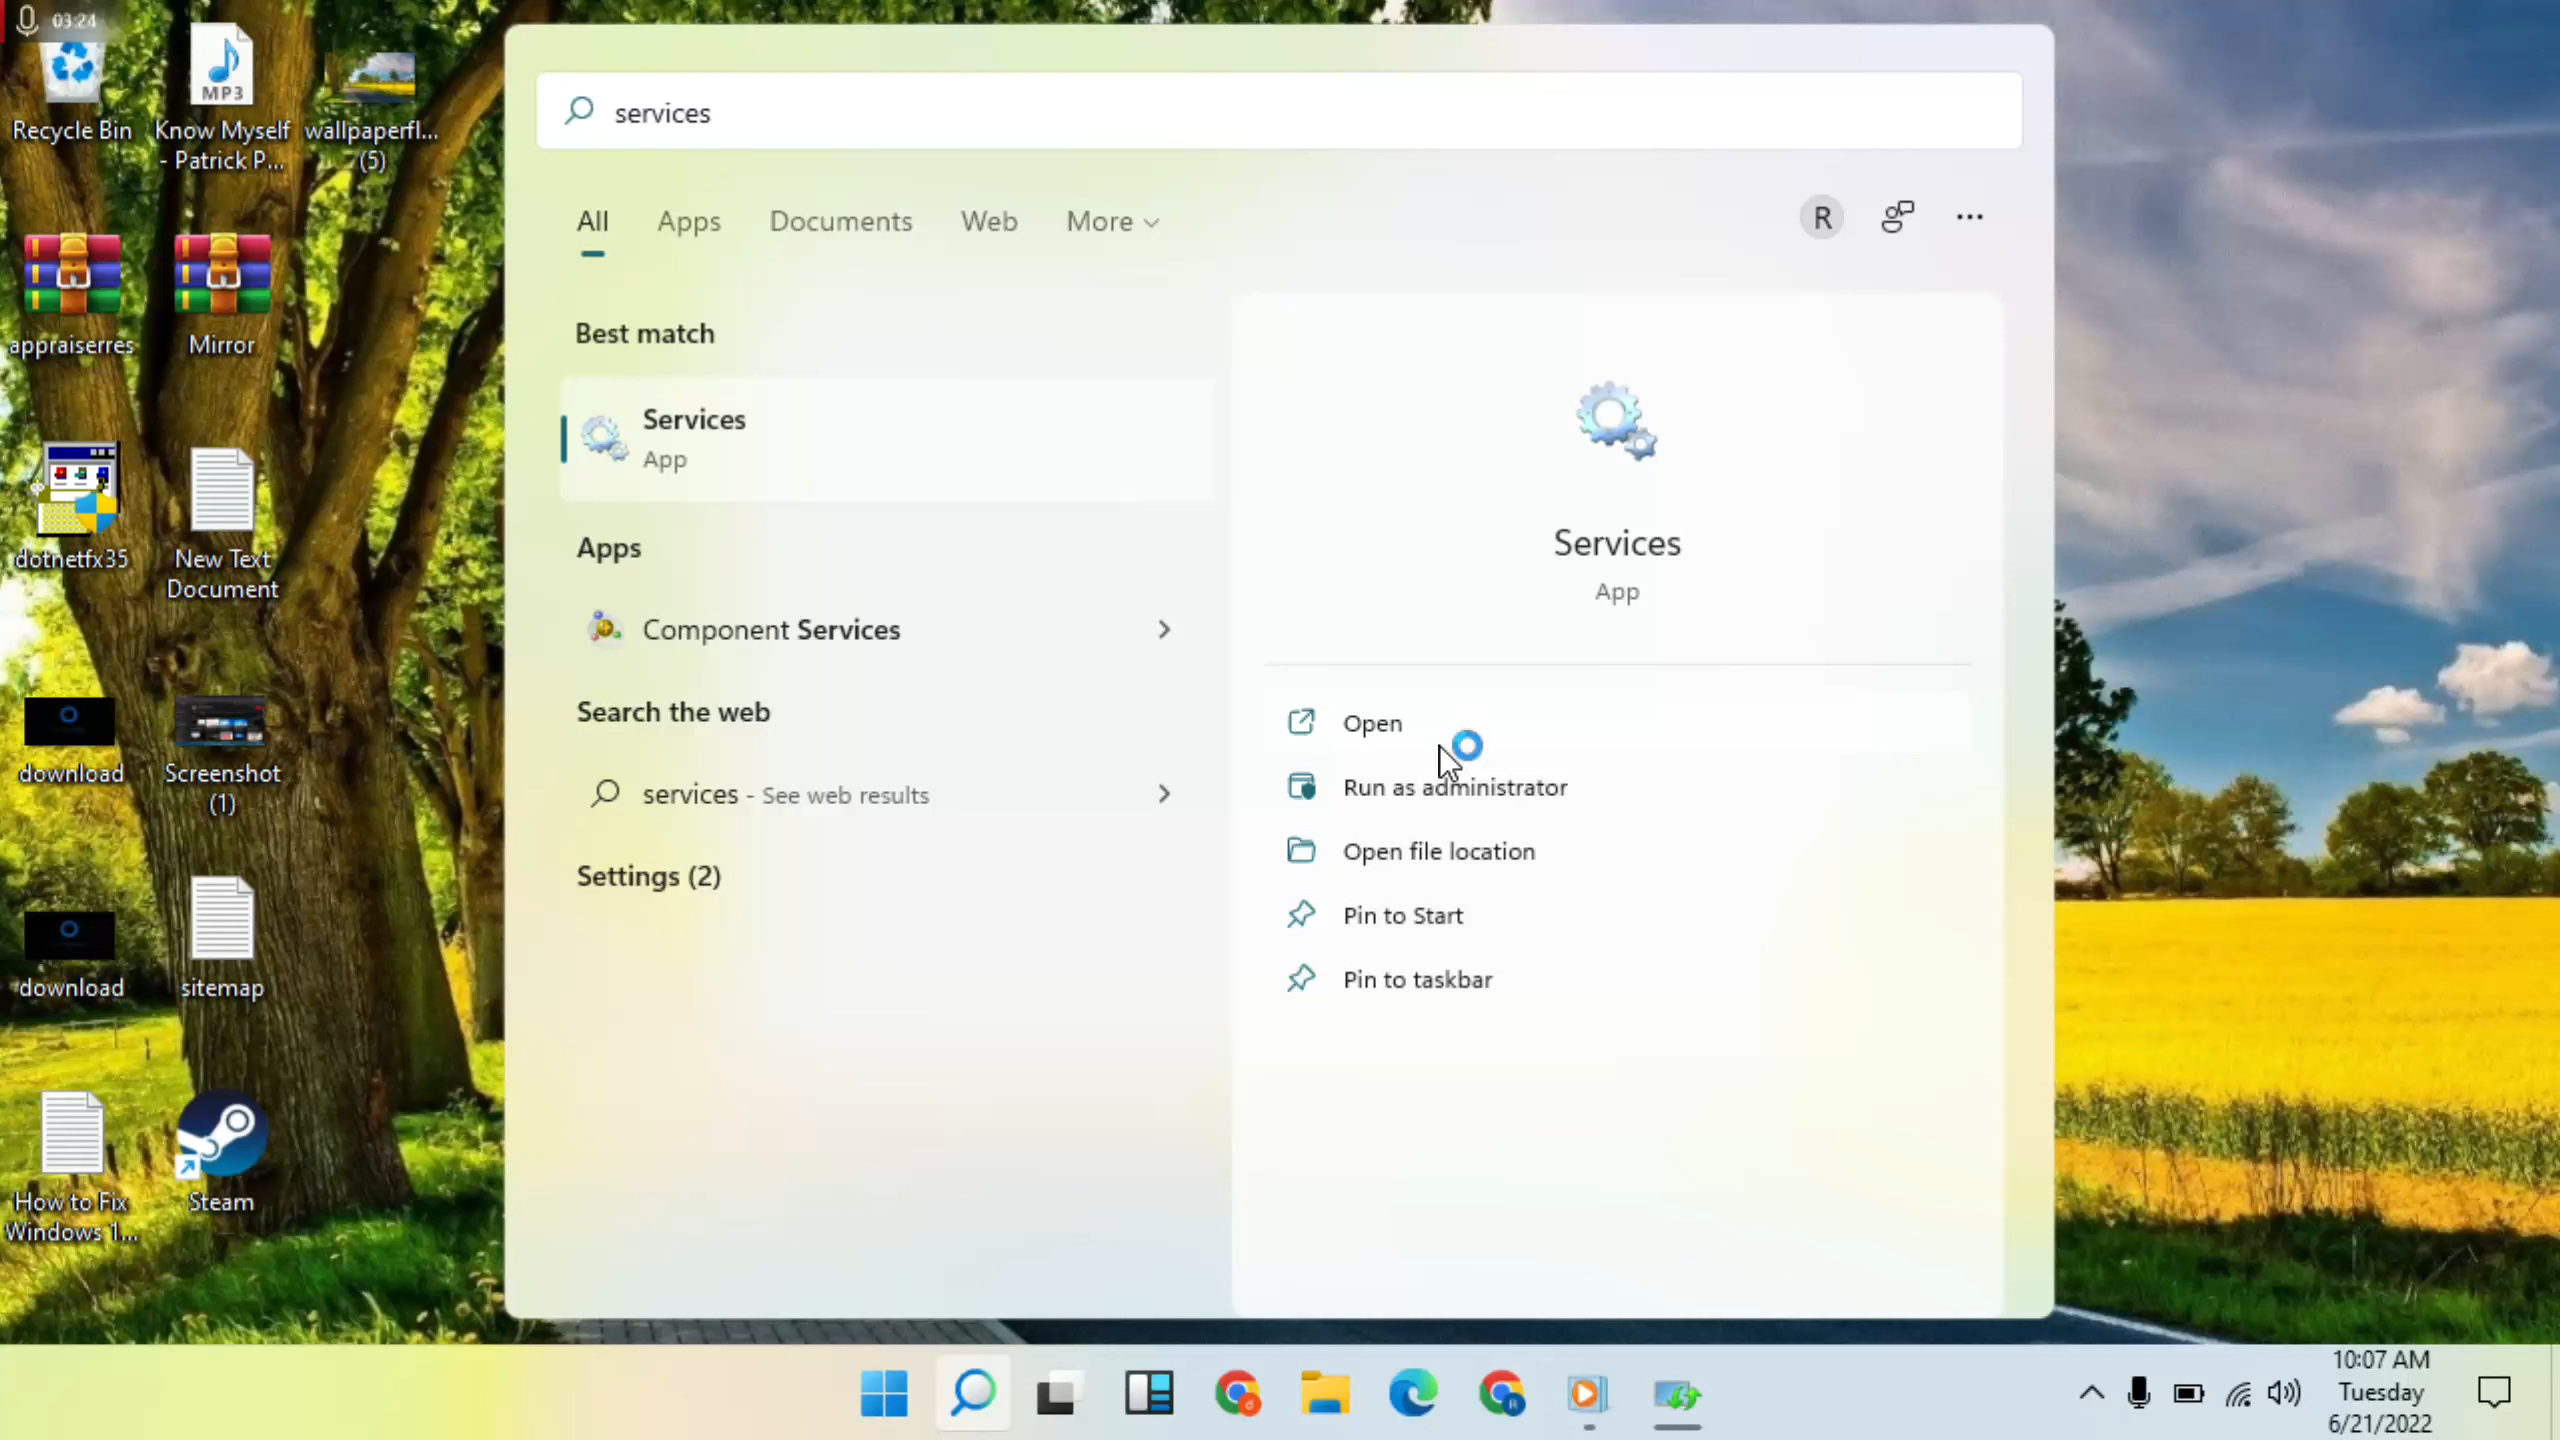 03:24
Recycle Bin
MP3
Know Myself
- Patrick P...
wallpaperfl...
(5)
appraiserres
Mirror
dotnetfx35
New Text
Document
download
Screenshot
(1)
download
sitemap
How to Fix
Windows 1...
Steam
services
All
Apps
Documents
Web
More
R
Best match
Services
App
Apps
Component Services
Search the web
services - See web results
Settings (2)
Services
App
Open
Run as administrator
Open file location
Pin to Start
Pin to taskbar
10:07 AM
Tuesday
6/21/2022